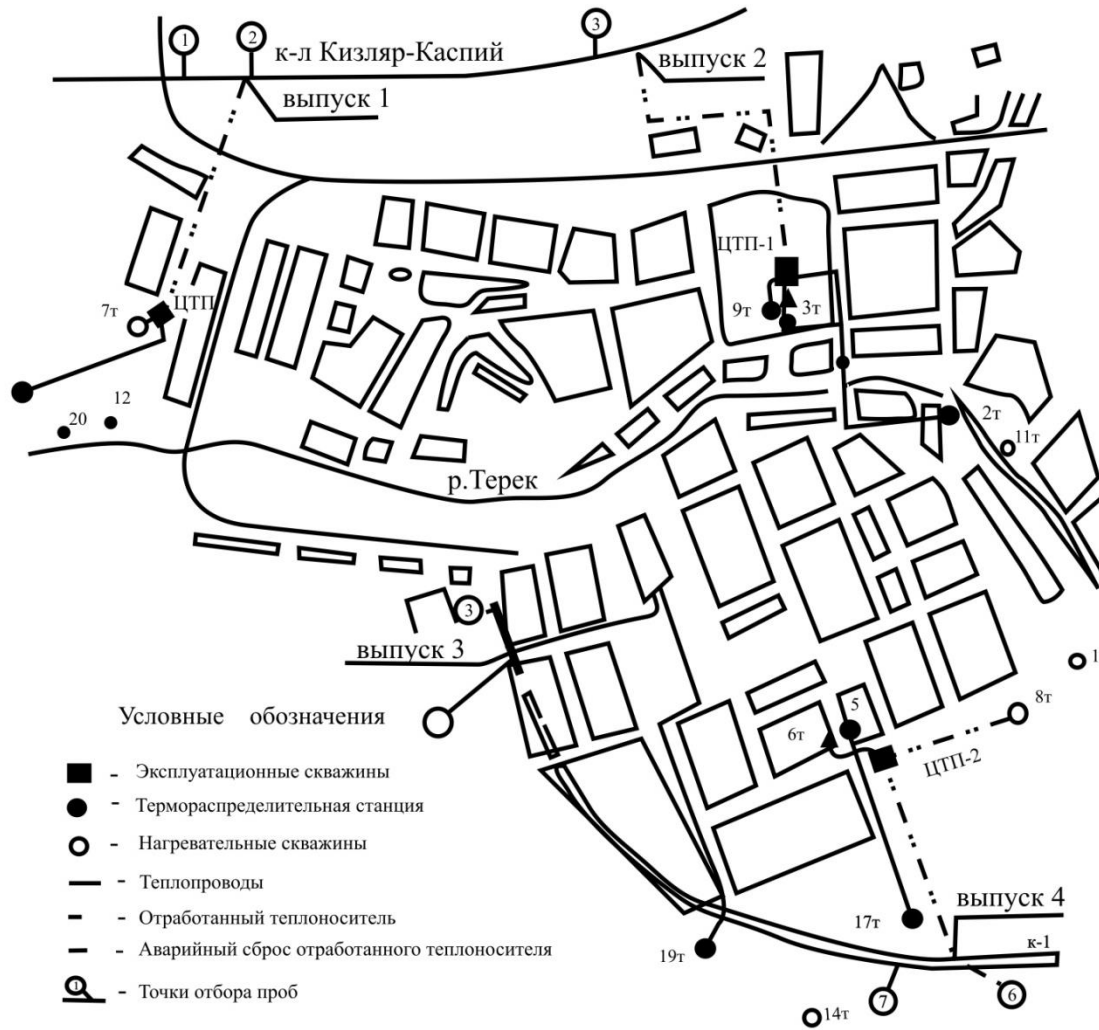 1
2
3
к-л Кизляр-Каспий
выпуск 2
выпуск 1
ЦТП-1
7т
ЦТП
9т
3т
12
20
2т
11т
р.Терек
3
выпуск 3
1
8т
5
6т
ЦТП-2
Условные обозначения
- Эксплуатационные скважины
- Термораспределительная станция
- Нагревательные скважины
- Теплопроводы
- Отработанный теплоноситель
- Аварийный сброс отработанного теплоносителя
1 - Точки отбора проб
выпуск 4
17т
к-1
19т
7
6
14т